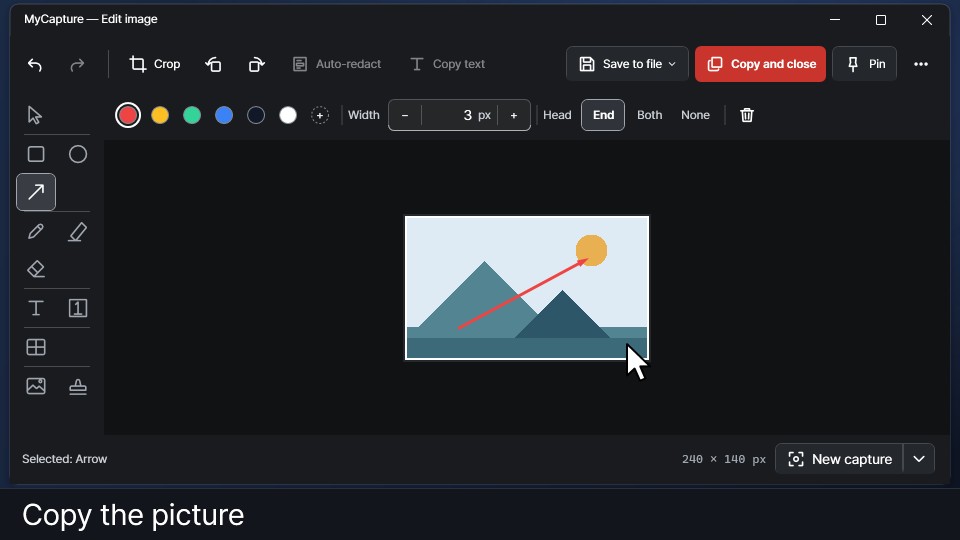 MyCapture — Edit image
Crop
Auto-redact
Copy text
Save to file
Copy and close
Pin
Width
– 3 px +
Head
End
Both
None
1
Selected: Arrow
240 × 140 px
New capture
Copy the picture